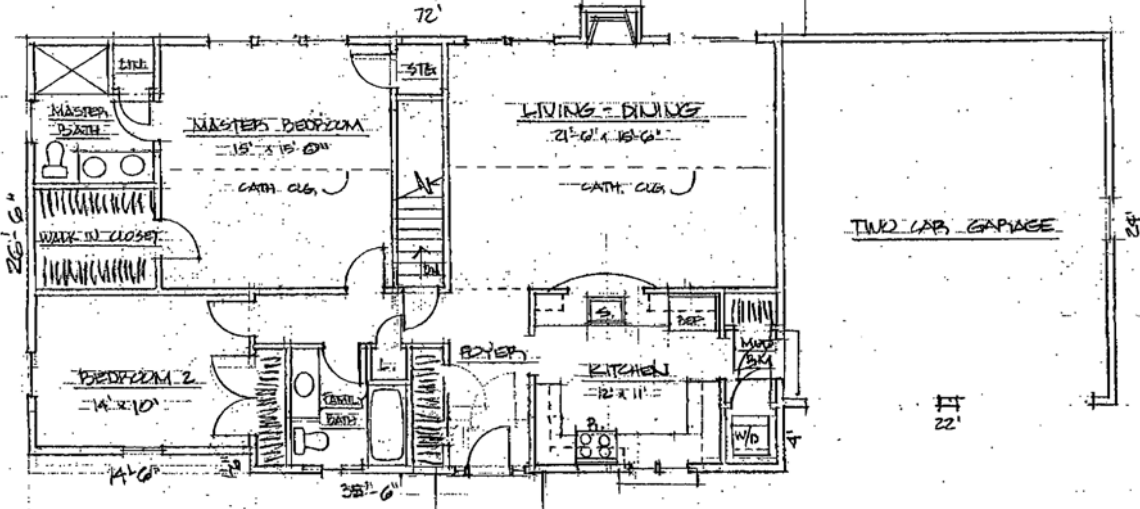 72'
LINE
STG
MASTER
BATH
MASTER BEDROOM
15' x 15'
LIVING - DINING
21'-6" x 15'-6"
CATH. CLG.
CATH. CLG.
WALK IN CLOSET
26'-6"
TWO CAR GARAGE
24'
DN
S.
REF.
FOYER
MUD
RM
KITCHEN
12' x 11'
BEDROOM 2
14' x 10'
L.
FAMILY
BATH
R.
W/D
4'
22'
14'-6"
35'-6"